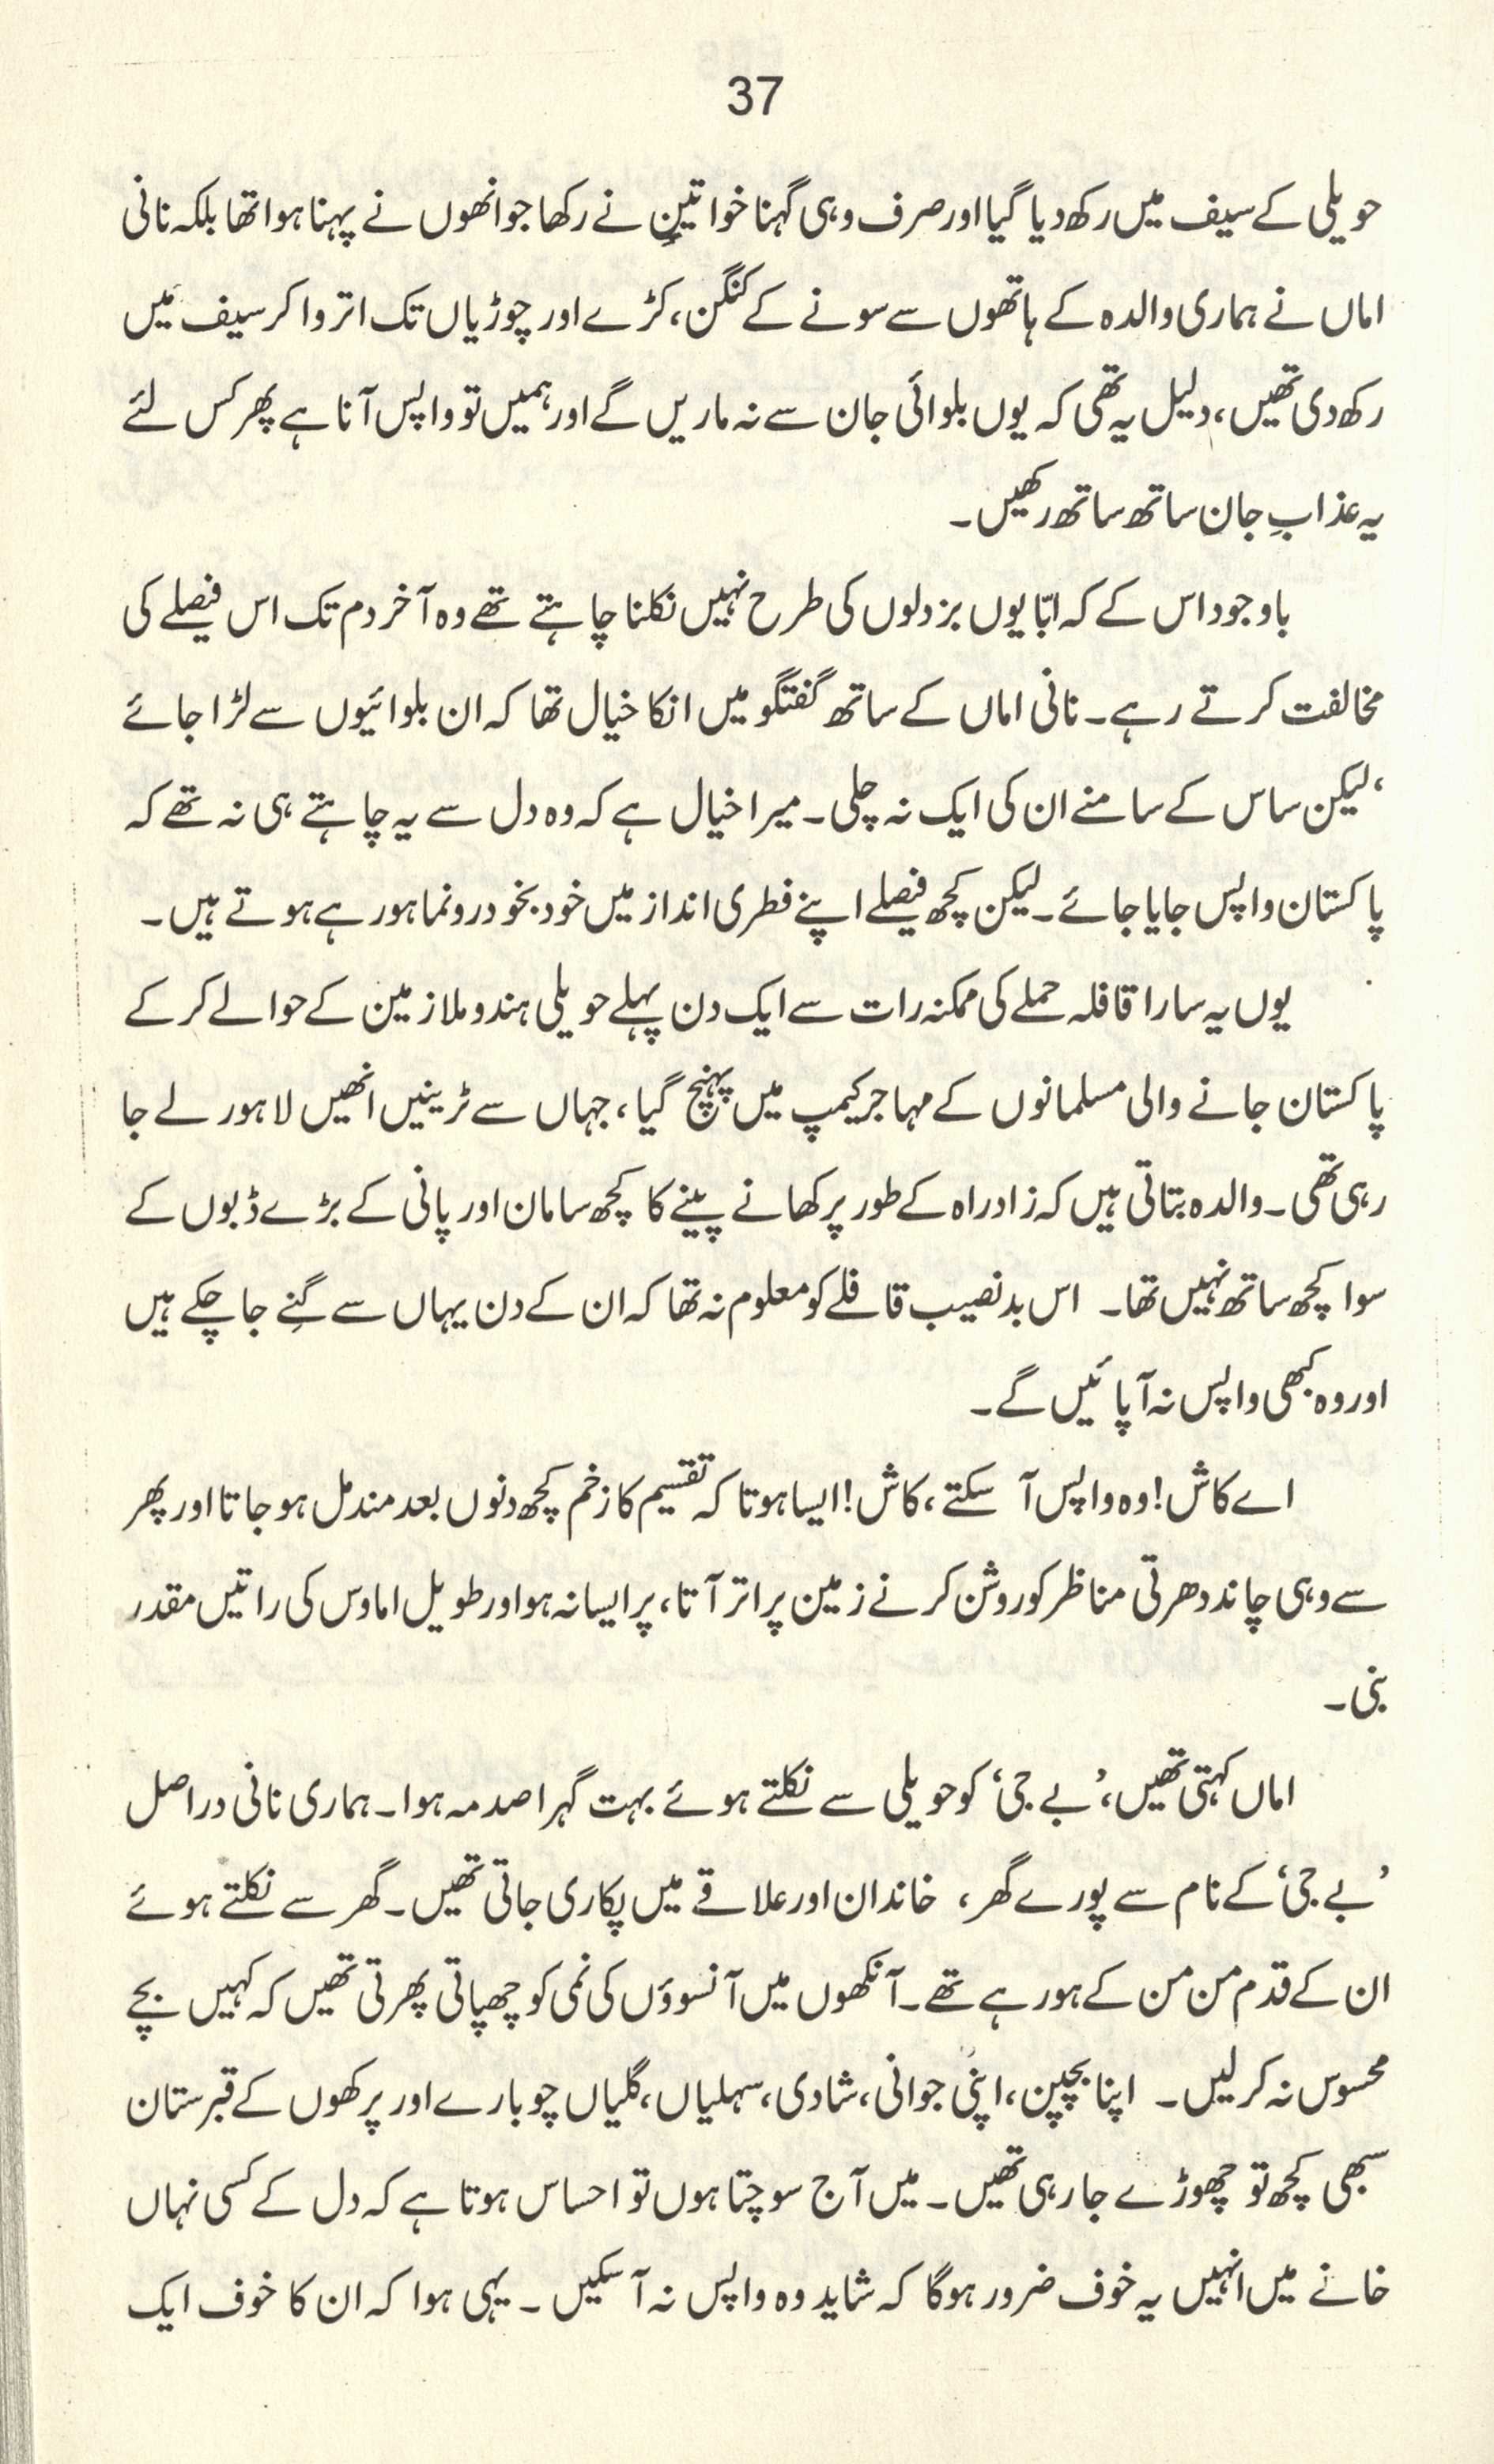 37
حویلی کے سیف میں رکھ دیا گیا اور صرف وہی گہنا خواتین نے رکھا جو انھوں نے پہنا ہوا تھا بلکہ نانی
اماں نے ہماری والدہ کے ہاتھوں سے سونے کے کنگن، کڑے اور چوڑیاں تک اتروا کر سیف میں
رکھ دی تھیں، دلیل یہ تھی کہ یوں بلوائی جان سے نہ ماریں گے اور ہمیں تو واپس آنا ہے پھر کس لئے
یہ عذابِ جان ساتھ ساتھ رکھیں۔
باوجود اس کے کہ ابّا یوں بزدلوں کی طرح نہیں نکلنا چاہتے تھے وہ آخر دم تک اس فیصلے کی
مخالفت کرتے رہے۔ نانی اماں کے ساتھ گفتگو میں انکا خیال تھا کہ ان بلوائیوں سے لڑا جائے
،لیکن ساس کے سامنے ان کی ایک نہ چلی۔ میرا خیال ہے کہ وہ دل سے یہ چاہتے ہی نہ تھے کہ
پاکستان واپس جایا جائے۔ لیکن کچھ فیصلے اپنے فطری انداز میں خود بخود رونما ہو رہے ہوتے ہیں۔
یوں یہ سارا قافلہ حملے کی ممکنہ رات سے ایک دن پہلے حویلی ہندو ملازمین کے حوالے کر کے
پاکستان جانے والی مسلمانوں کے مہاجر کیمپ میں پہنچ گیا، جہاں سے ٹرینیں انھیں لاہور لے جا
رہی تھی۔ والدہ بتاتی ہیں کہ زادراہ کے طور پر کھانے پینے کا کچھ سامان اور پانی کے بڑے ڈبوں کے
سوا کچھ ساتھ نہیں تھا۔ اس بدنصیب قافلے کو معلوم نہ تھا کہ ان کے دن یہاں سے گِنے جا چکے ہیں
اور وہ کبھی واپس نہ آپائیں گے۔
اے کاش! وہ واپس آ سکتے، کاش! ایسا ہوتا کہ تقسیم کا زخم کچھ دنوں بعد مندمل ہو جاتا اور پھر
سے وہی چاند دھرتی مناظر کو روشن کرنے زمین پر اتر آتا، پر ایسا نہ ہوا ور طویل اماوس کی راتیں مقدر
بنی۔
اماں کہتی تھیں، ’بے جی‘ کو حویلی سے نکلتے ہوئے بہت گہرا صدمہ ہوا۔ ہماری نانی دراصل
’بے جی‘ کے نام سے پورے گھر، خاندان اور علاقے میں پکاری جاتی تھیں۔ گھر سے نکلتے ہوئے
ان کے قدم من من کے ہو رہے تھے۔ آنکھوں میں آنسوؤں کی نمی کو چھپاتی پھرتی تھیں کہ کہیں بچے
محسوس نہ کر لیں۔ اپنا بچپن، اپنی جوانی، شادی، سہلیاں، گلیاں چوبارے اور پرکھوں کے قبرستان
سبھی کچھ تو چھوڑے جا رہی تھیں۔ میں آج سوچتا ہوں تو احساس ہوتا ہے کہ دل کے کسی نہاں
خانے میں انہیں یہ خوف ضرور ہوگا کہ شاید وہ واپس نہ آ سکیں۔ یہی ہوا کہ ان کا خوف ایک